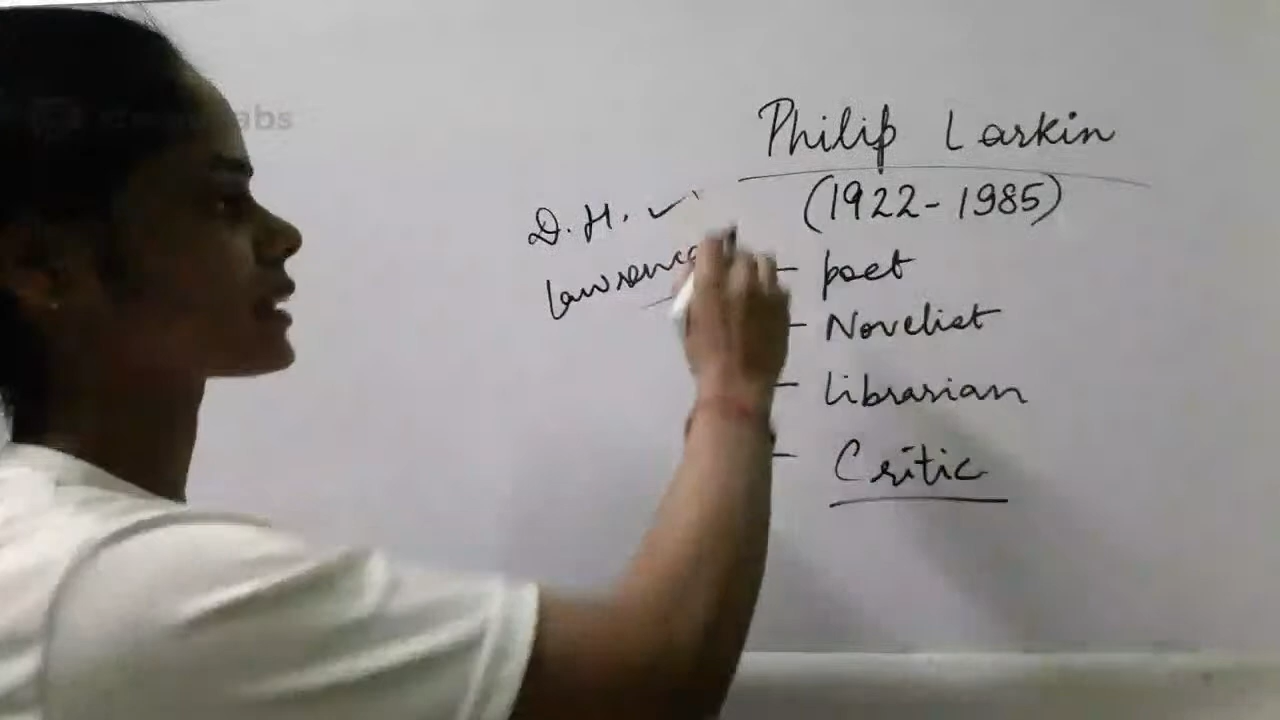 Philip Larkin
(1922-1985)
D.H.
Lawrence
- poet
- Novelist
- Librarian
- Critic